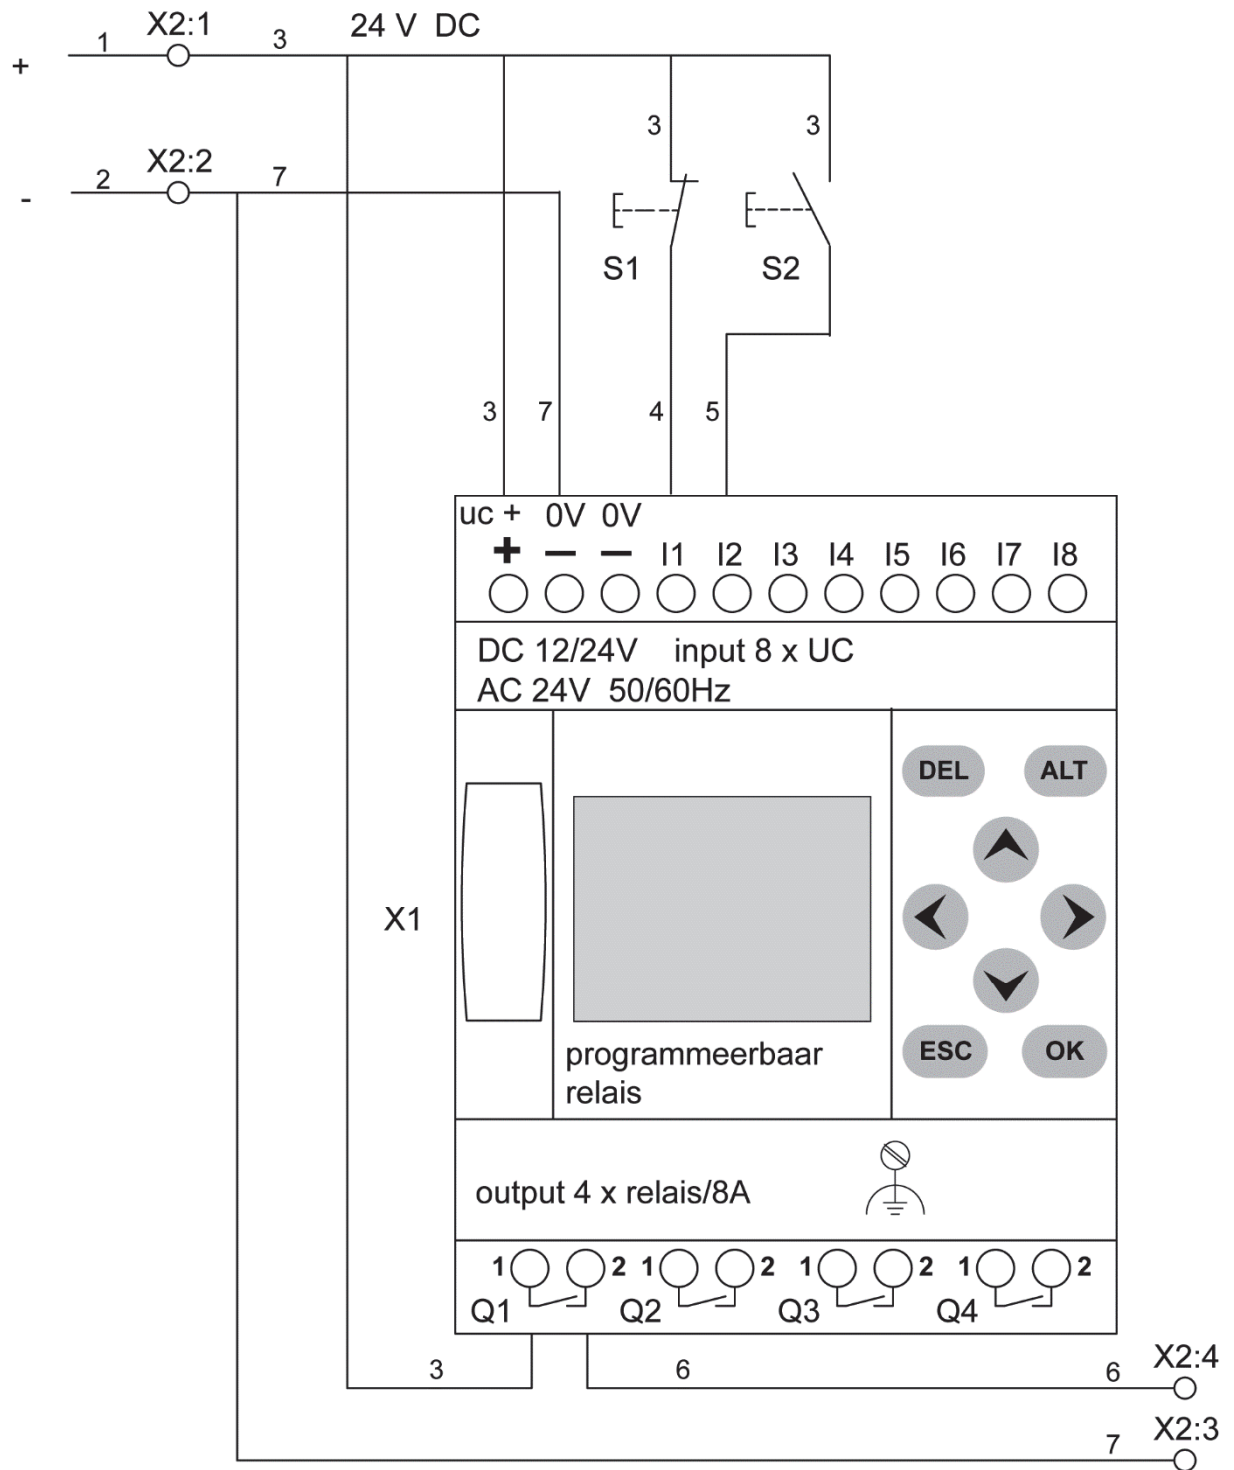 X2:1
24 V DC
1
3
+
3
3
X2:2
2
7
-
S1
S2
3
7
4
5
uc +
0V
0V
+
—
—
I1
I2
I3
I4
I5
I6
I7
I8
DC 12/24V
input 8 x UC
AC 24V 50/60Hz
DEL
ALT
X1
programmeerbaar
relais
ESC
OK
output 4 x relais/8A
1
2
1
2
1
2
1
2
Q1
Q2
Q3
Q4
3
6
6
X2:4
7
X2:3